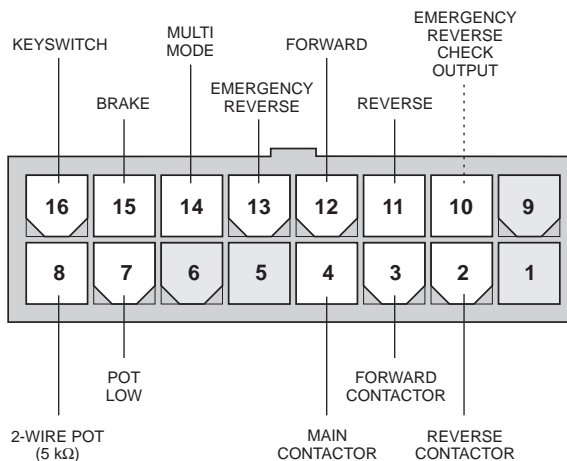 EMERGENCY
REVERSE
CHECK
OUTPUT
MULTI
MODE
KEYSWITCH
FORWARD
EMERGENCY
REVERSE
BRAKE
REVERSE
16 15 14 13 12 11 10 9
8 7 6 5 4 3 2 1
POT
LOW
FORWARD
CONTACTOR
2-WIRE POT
(5 kΩ)
MAIN
CONTACTOR
REVERSE
CONTACTOR